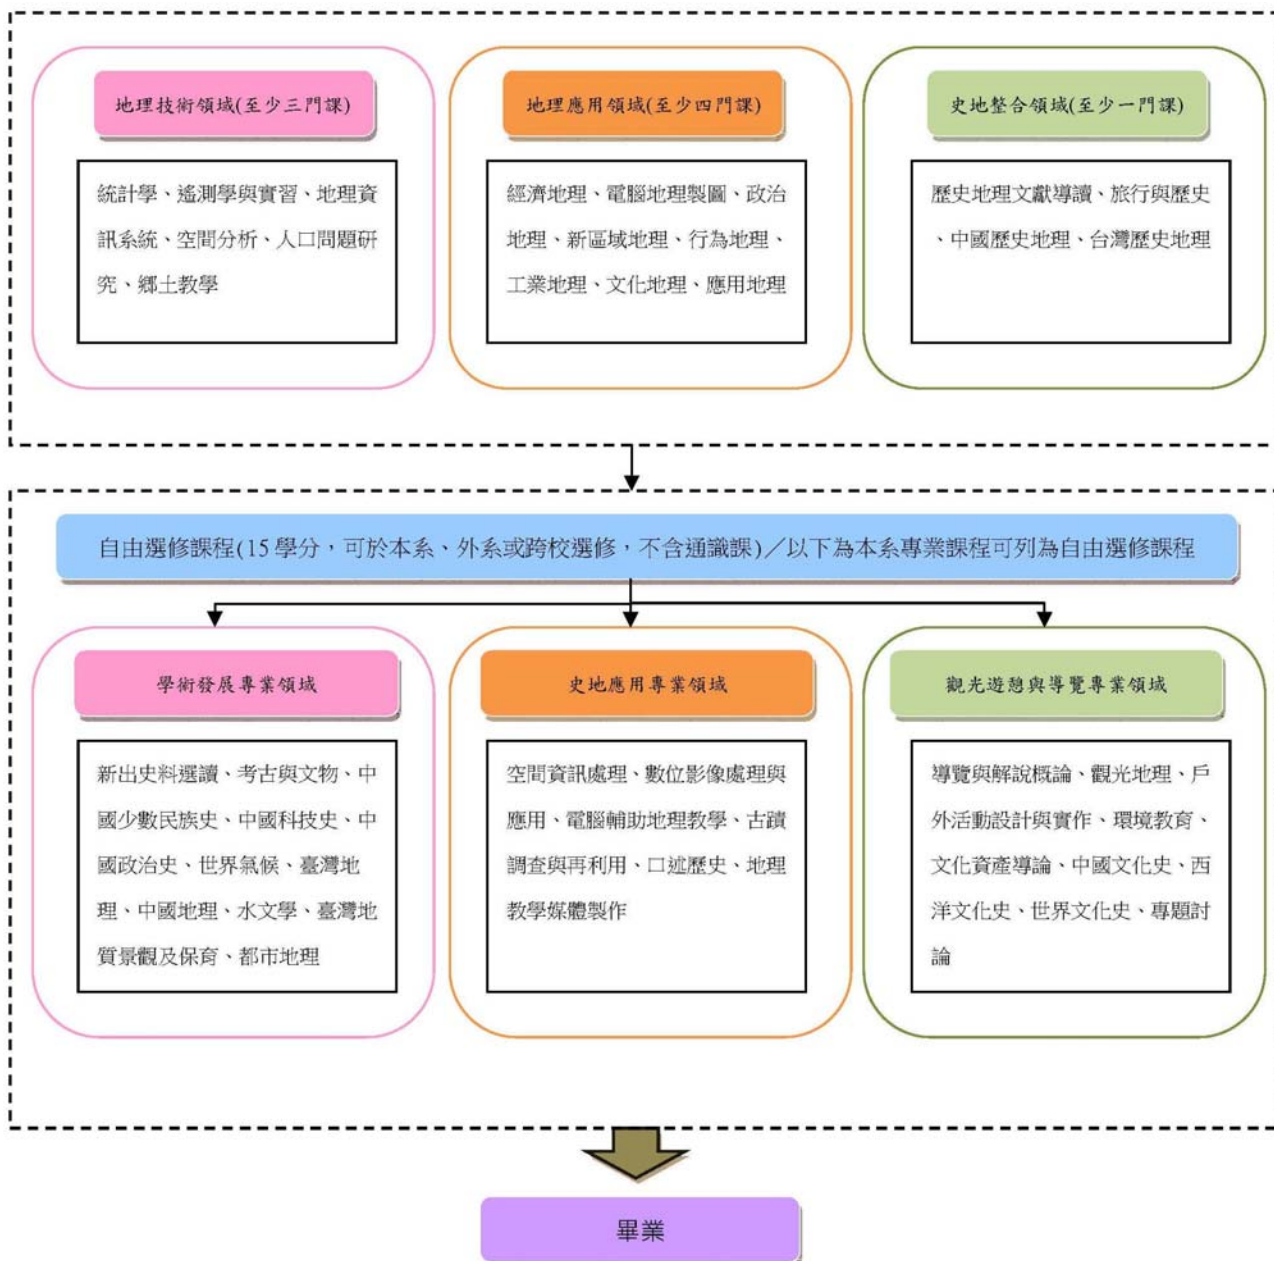 地理技術領域(至少三門課)
統計學、遙測學與實習、地理資
訊系統、空間分析、人口問題研
究、鄉土教學
地理應用領域(至少四門課)
經濟地理、電腦地理製圖、政治
地理、新區域地理、行為地理、
工業地理、文化地理、應用地理
史地整合領域(至少一門課)
歷史地理文獻導讀、旅行與歷史
、中國歷史地理、台灣歷史地理
自由選修課程(15學分，可於本系、外系或跨校選修，不含通識課)／以下為本系專業課程可列為自由選修課程
學術發展專業領域
新出史料選讀、考古與文物、中
國少數民族史、中國科技史、中
國政治史、世界氣候、臺灣地
理、中國地理、水文學、臺灣地
質景觀及保育、都市地理
史地應用專業領域
空間資訊處理、數位影像處理與
應用、電腦輔助地理教學、古蹟
調查與再利用、口述歷史、地理
教學媒體製作
觀光遊憩與導覽專業領域
導覽與解說概論、觀光地理、戶
外活動設計與實作、環境教育、
文化資產導論、中國文化史、西
洋文化史、世界文化史、專題討
論
畢業